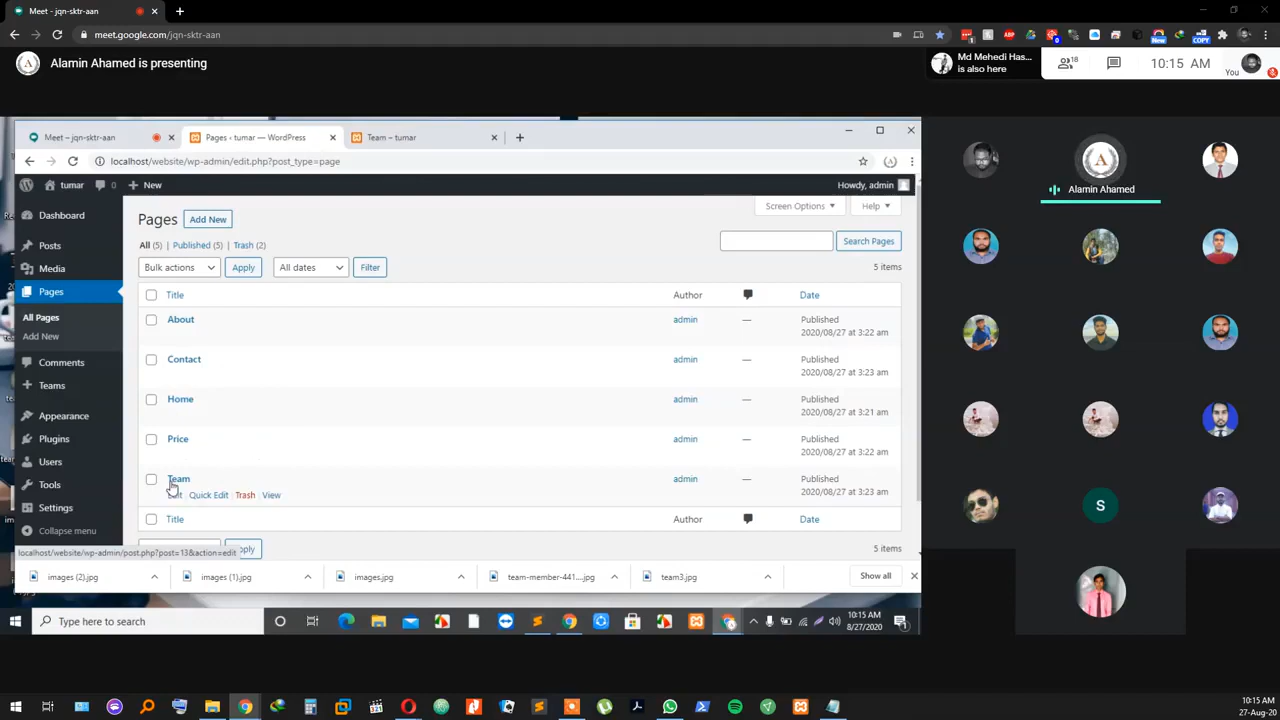 Meet - jqn-sktr-aan
meet.google.com/jqn-sktr-aan
Alamin Ahamed is presenting
Md Mehedi Has...
is also here
18
10:15 AM
You
Meet – jqn-sktr-aan
Pages ‹ tumar — WordPress
Team – tumar
localhost/website/wp-admin/edit.php?post_type=page
tumar
0
New
Howdy, admin
Dashboard
Posts
Media
Pages
All Pages
Add New
Comments
Teams
Appearance
Plugins
Users
Tools
Settings
Collapse menu
Pages
Add New
Screen Options
Help
All (5) | Published (5) | Trash (2)
Search Pages
Bulk actions
Apply
All dates
Filter
5 items
Title
Author
Date
About
admin
—
Published
2020/08/27 at 3:22 am
Contact
admin
—
Published
2020/08/27 at 3:23 am
Home
admin
—
Published
2020/08/27 at 3:21 am
Price
admin
—
Published
2020/08/27 at 3:22 am
Team
admin
—
Published
2020/08/27 at 3:23 am
Quick Edit | Trash | View
Title
Author
Date
5 items
localhost/website/wp-admin/post.php?post=13&action=edit
images (2).jpg
images (1).jpg
images.jpg
team-member-441....jpg
team3.jpg
Show all
Type here to search
10:15 AM
8/27/2020
Alamin Ahamed
S
10:15 AM
27-Aug-20